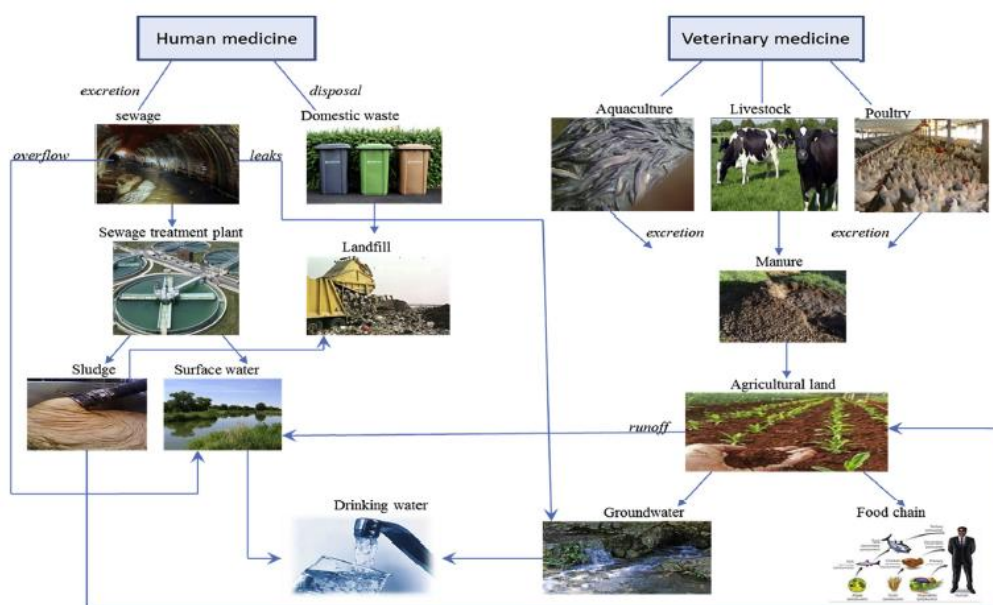 Human medicine
Veterinary medicine
excretion
disposal
sewage
Domestic waste
Aquaculture
Livestock
Poultry
overflow
leaks
Sewage treatment plant
Landfill
excretion
excretion
Manure
Sludge
Surface water
Agricultural land
runoff
Drinking water
Groundwater
Food chain